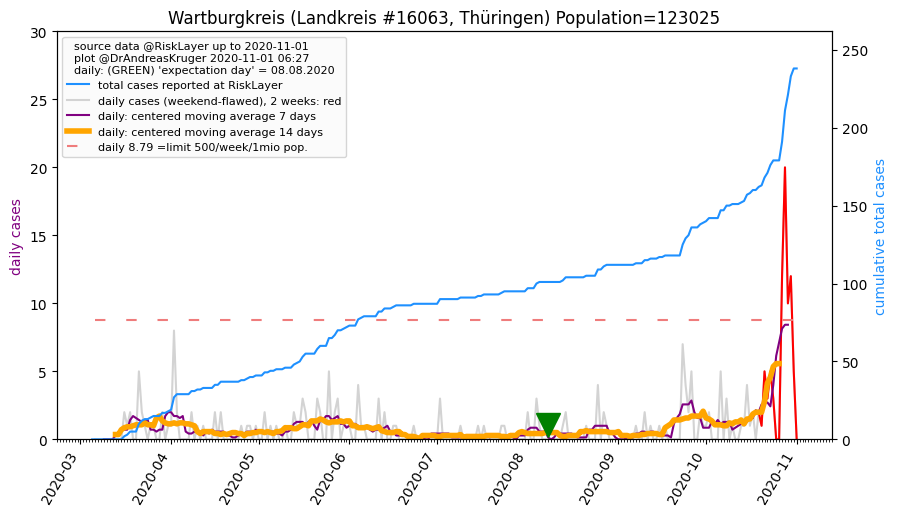 Wartburgkreis (Landkreis #16063, Thüringen) Population=123025
source data @RiskLayer up to 2020-11-01
plot @DrAndreasKruger 2020-11-01 06:27
daily: (GREEN) 'expectation day' = 08.08.2020
total cases reported at RiskLayer
daily cases (weekend-flawed), 2 weeks: red
daily: centered moving average 7 days
daily: centered moving average 14 days
daily 8.79 =limit 500/week/1mio pop.
daily cases
30
25
20
15
10
5
0
cumulative total cases
250
200
150
100
50
0
2020-03
2020-04
2020-05
2020-06
2020-07
2020-08
2020-09
2020-10
2020-11